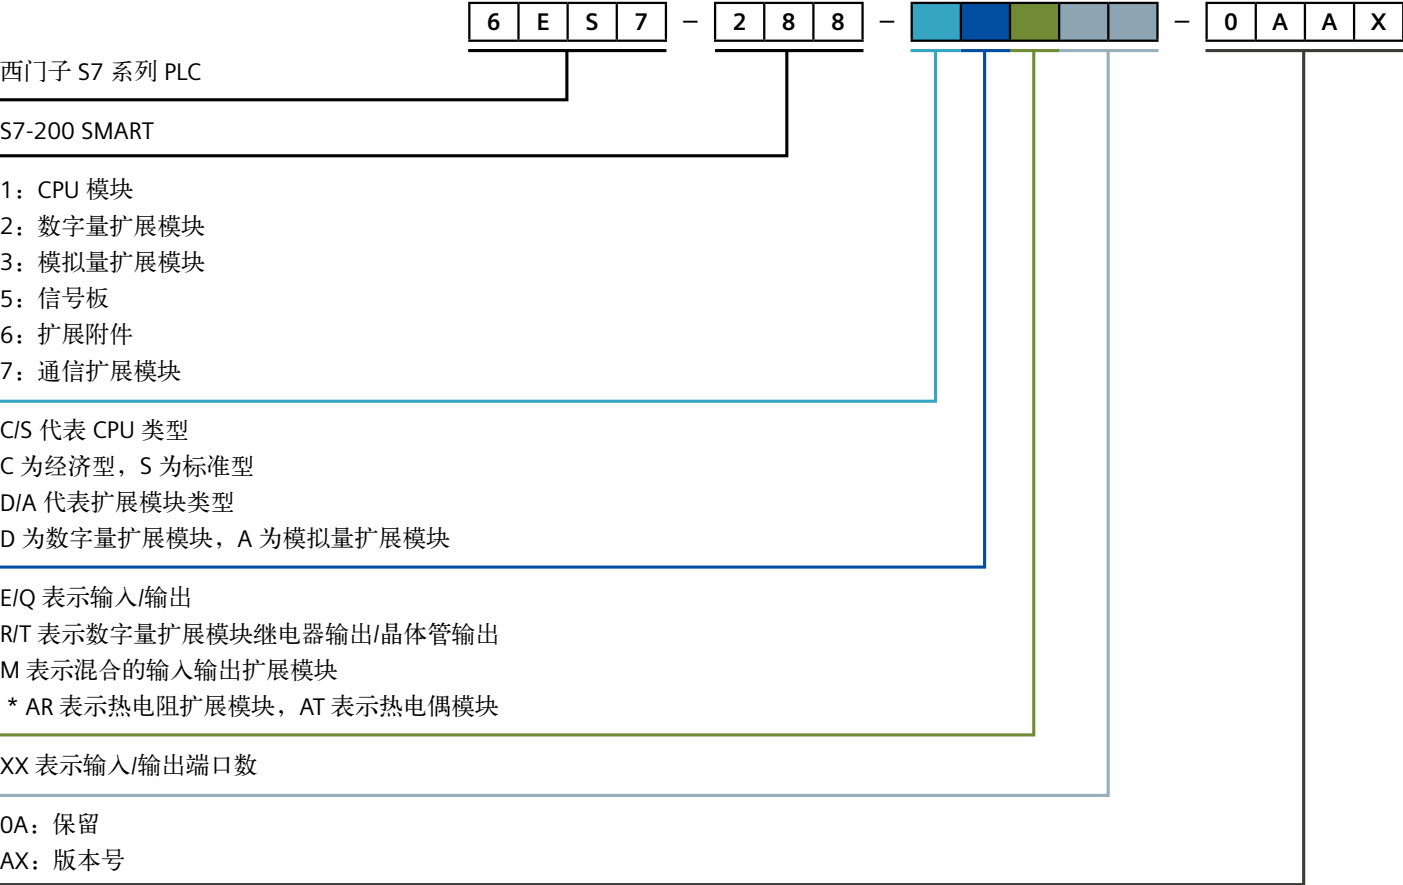 6ES7 – 288 – – 0AAX
西门子 S7 系列 PLC
S7-200 SMART
1：CPU 模块
2：数字量扩展模块
3：模拟量扩展模块
5：信号板
6：扩展附件
7：通信扩展模块
C/S 代表 CPU 类型
C 为经济型，S 为标准型
D/A 代表扩展模块类型
D 为数字量扩展模块，A 为模拟量扩展模块
E/Q 表示输入/输出
R/T 表示数字量扩展模块继电器输出/晶体管输出
M 表示混合的输入输出扩展模块
* AR 表示热电阻扩展模块，AT 表示热电偶模块
XX 表示输入/输出端口数
0A：保留
AX：版本号